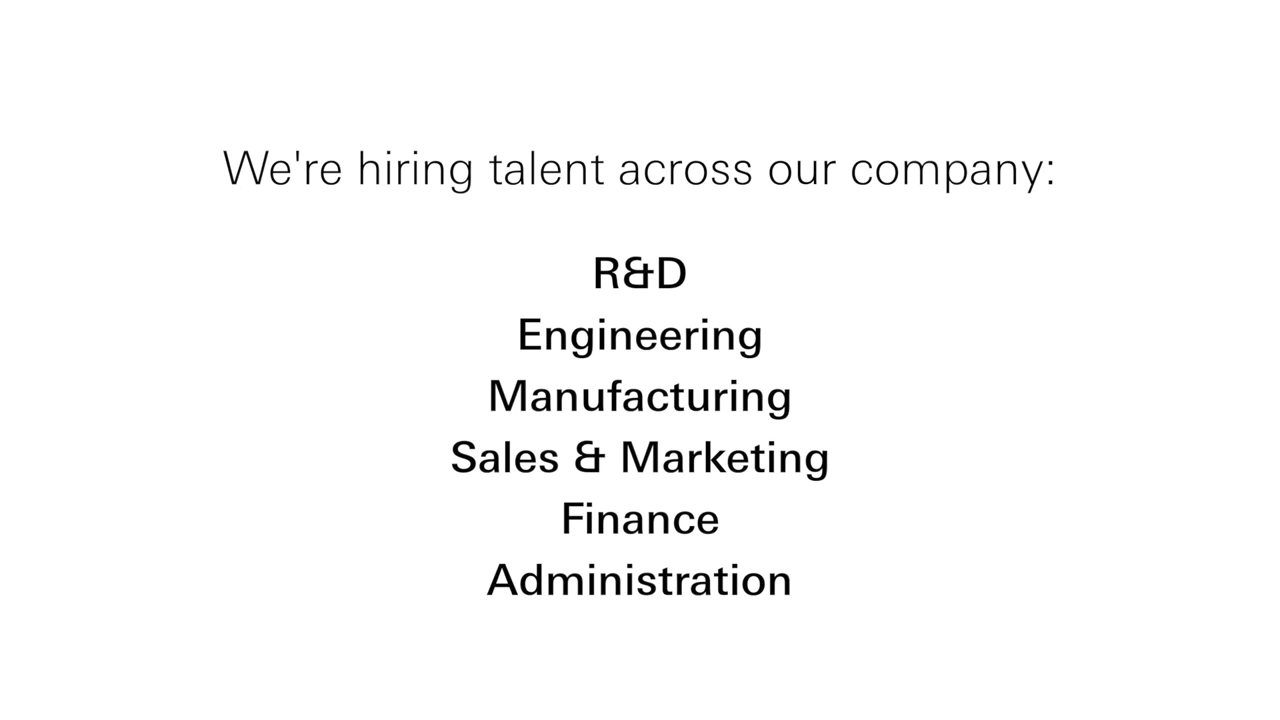 We're hiring talent across our company:
R&D
Engineering
Manufacturing
Sales & Marketing
Finance
Administration